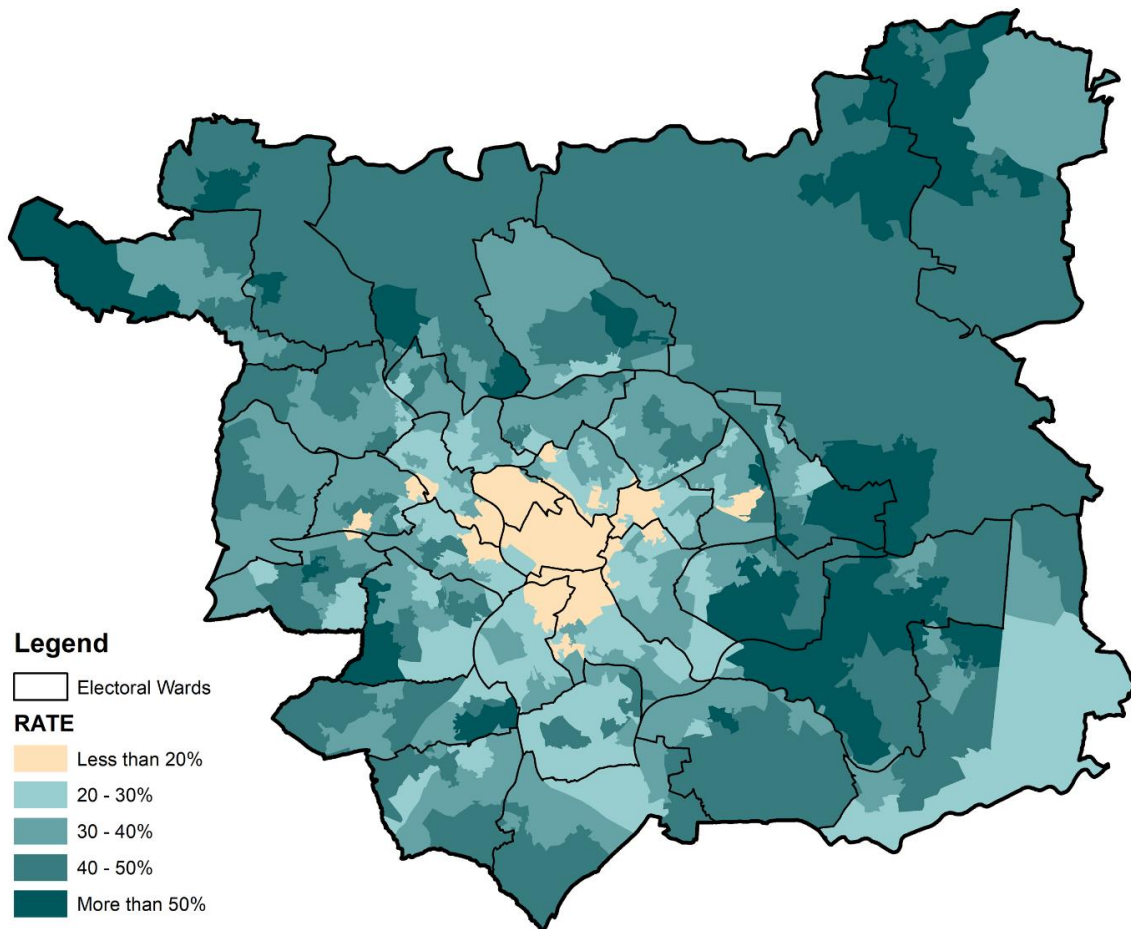 Legend
Electoral Wards
RATE
Less than 20%
20 - 30%
30 - 40%
40 - 50%
More than 50%